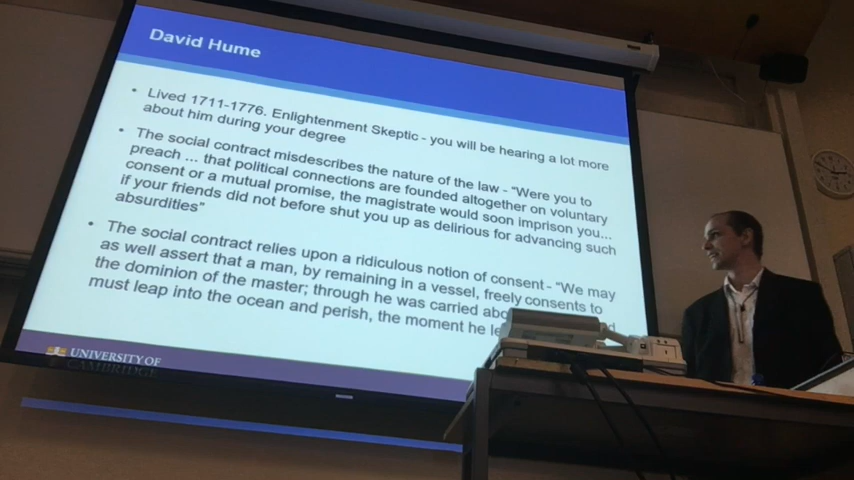 David Hume
• Lived 1711-1776. Enlightenment Skeptic - you will be hearing a lot more
about him during your degree
• The social contract misdescribes the nature of the law - "Were you to
preach ... that political connections are founded altogether on voluntary
consent or a mutual promise, the magistrate would soon imprison you...
if your friends did not before shut you up as delirious for advancing such
absurdities"
• The social contract relies upon a ridiculous notion of consent - "We may
as well assert that a man, by remaining in a vessel, freely consents to
the dominion of the master; through he was carried
must leap into the ocean and perish, the moment he
UNIVERSITY OF
CAMBRIDGE